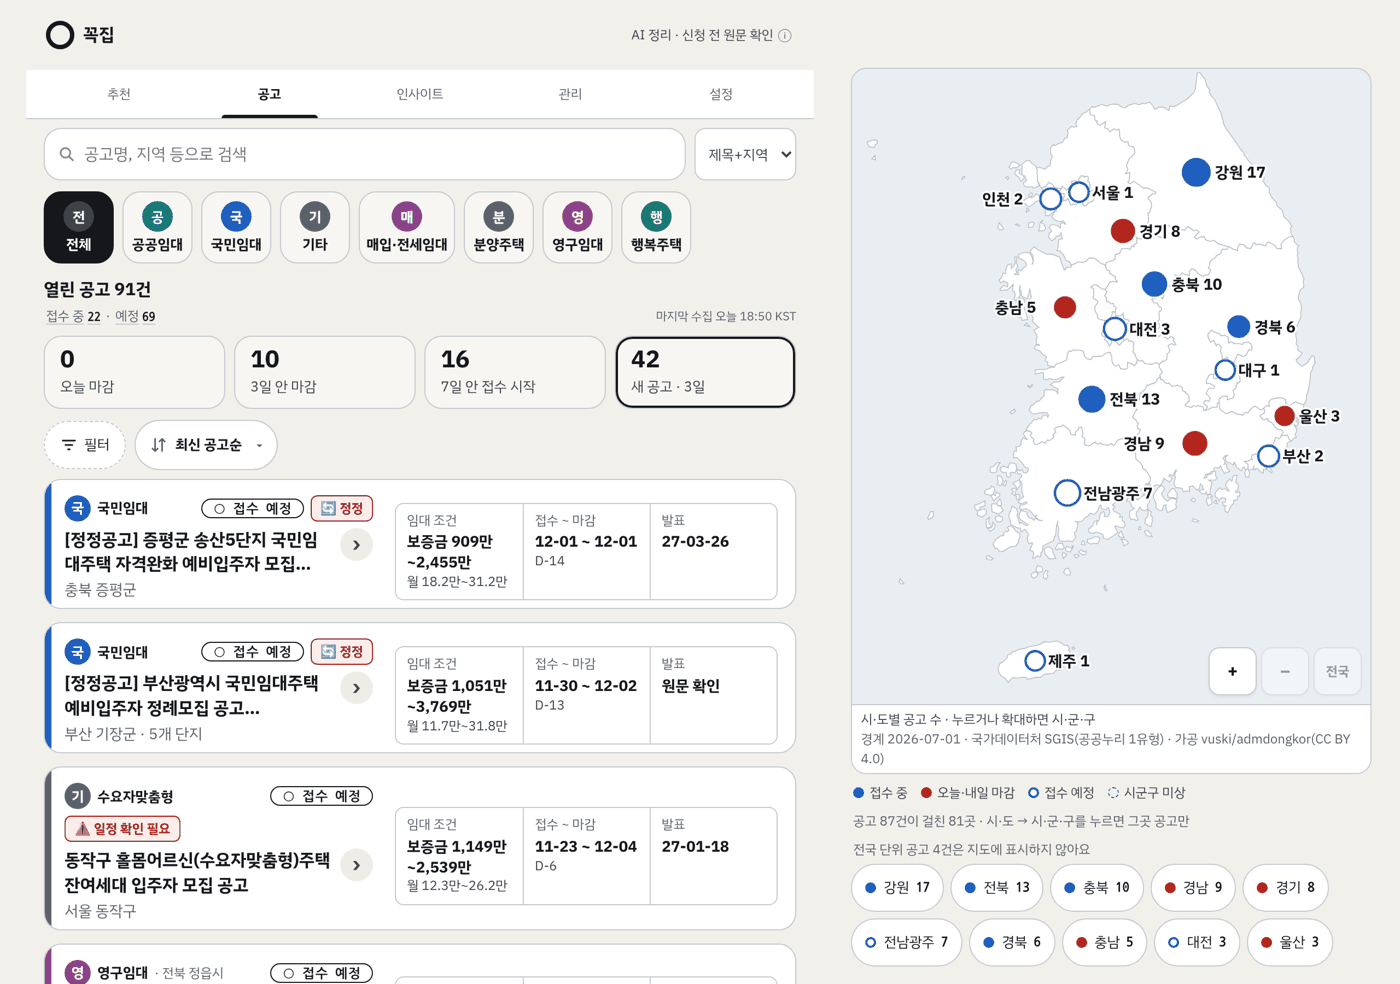 꼭집
AI 정리 · 신청 전 원문 확인 ⓘ
추천
공고
인사이트
관리
설정
공고명, 지역 등으로 검색
제목+지역
전
전체
공
공공임대
국
국민임대
기
기타
매
매입·전세임대
분
분양주택
영
영구임대
행
행복주택
열린 공고 91건
접수 중 22 · 예정 69
마지막 수집 오늘 18:50 KST
0
오늘 마감
10
3일 안 마감
16
7일 안 접수 시작
42
새 공고 · 3일
필터
최신 공고순
국 국민임대
접수 예정
정정
[정정공고] 증평군 송산5단지 국민임
대주택 자격완화 예비입주자 모집...
충북 증평군
임대 조건
보증금 909만
~2,455만
월 18.2만~31.2만
접수 ~ 마감
12-01 ~ 12-01
D-14
발표
27-03-26
국 국민임대
접수 예정
정정
[정정공고] 부산광역시 국민임대주택
예비입주자 정례모집 공고...
부산 기장군 · 5개 단지
임대 조건
보증금 1,051만
~3,769만
월 11.7만~31.8만
접수 ~ 마감
11-30 ~ 12-02
D-13
발표
원문 확인
기 수요자맞춤형
접수 예정
일정 확인 필요
동작구 홀몸어르신(수요자맞춤형)주택
잔여세대 입주자 모집 공고
서울 동작구
임대 조건
보증금 1,149만
~2,539만
월 12.3만~26.2만
접수 ~ 마감
11-23 ~ 12-04
D-6
발표
27-01-18
영 영구임대 · 전북 정읍시
접수 예정
강원 17
인천 2
서울 1
경기 8
충북 10
충남 5
대전 3
경북 6
대구 1
전북 13
울산 3
경남 9
부산 2
전남광주 7
제주 1
+
−
전국
시·도별 공고 수 · 누르거나 확대하면 시·군·구
경계 2026-07-01 · 국가데이터처 SGIS(공공누리 1유형) · 가공 vuski/admdongkor(CC BY
4.0)
접수 중
오늘·내일 마감
접수 예정
시군구 미상
공고 87건이 걸친 81곳 · 시·도 → 시·군·구를 누르면 그곳 공고만
전국 단위 공고 4건은 지도에 표시하지 않아요
강원 17
전북 13
충북 10
경남 9
경기 8
전남광주 7
경북 6
충남 5
대전 3
울산 3